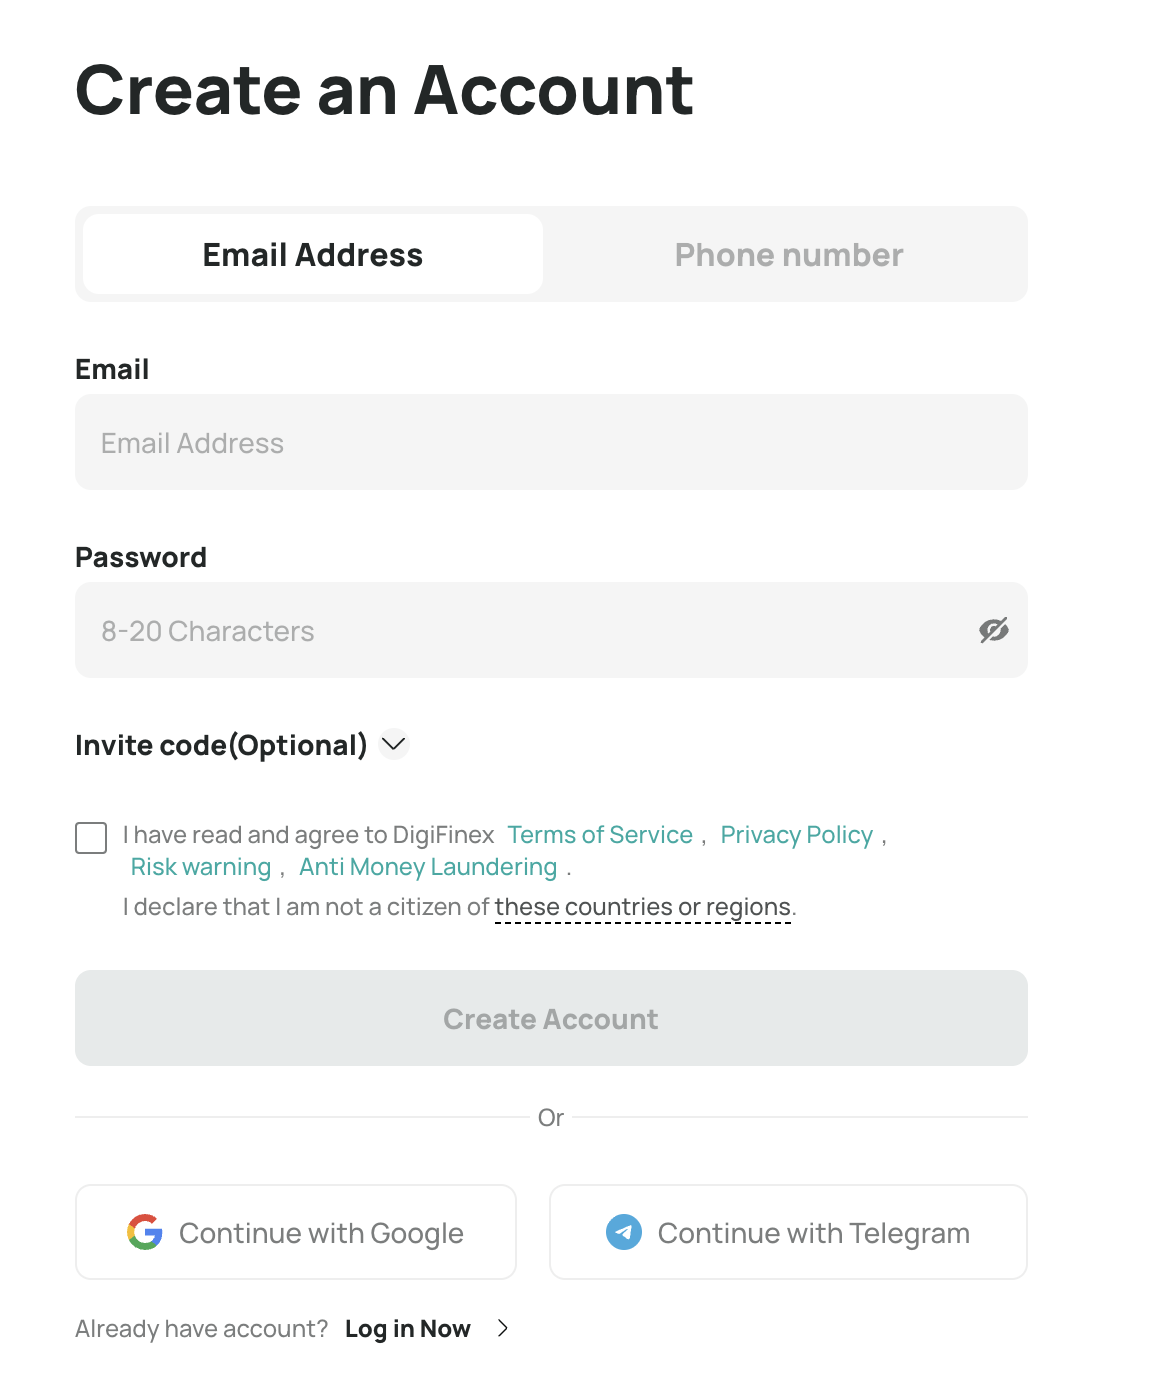 Create an Account
Email Address
Phone number
Email
Email Address
Password
8-20 Characters
Invite code(Optional)
I have read and agree to DigiFinex Terms of Service , Privacy Policy ,
Risk warning , Anti Money Laundering .
I declare that I am not a citizen of these countries or regions.
Create Account
Or
Continue with Google
Continue with Telegram
Already have account? Log in Now